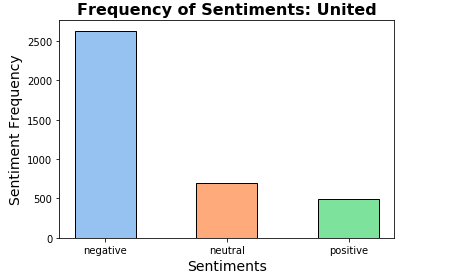 Frequency of Sentiments: United
Sentiment Frequency
2500
2000
1500
1000
500
0
negative neutral positive
Sentiments